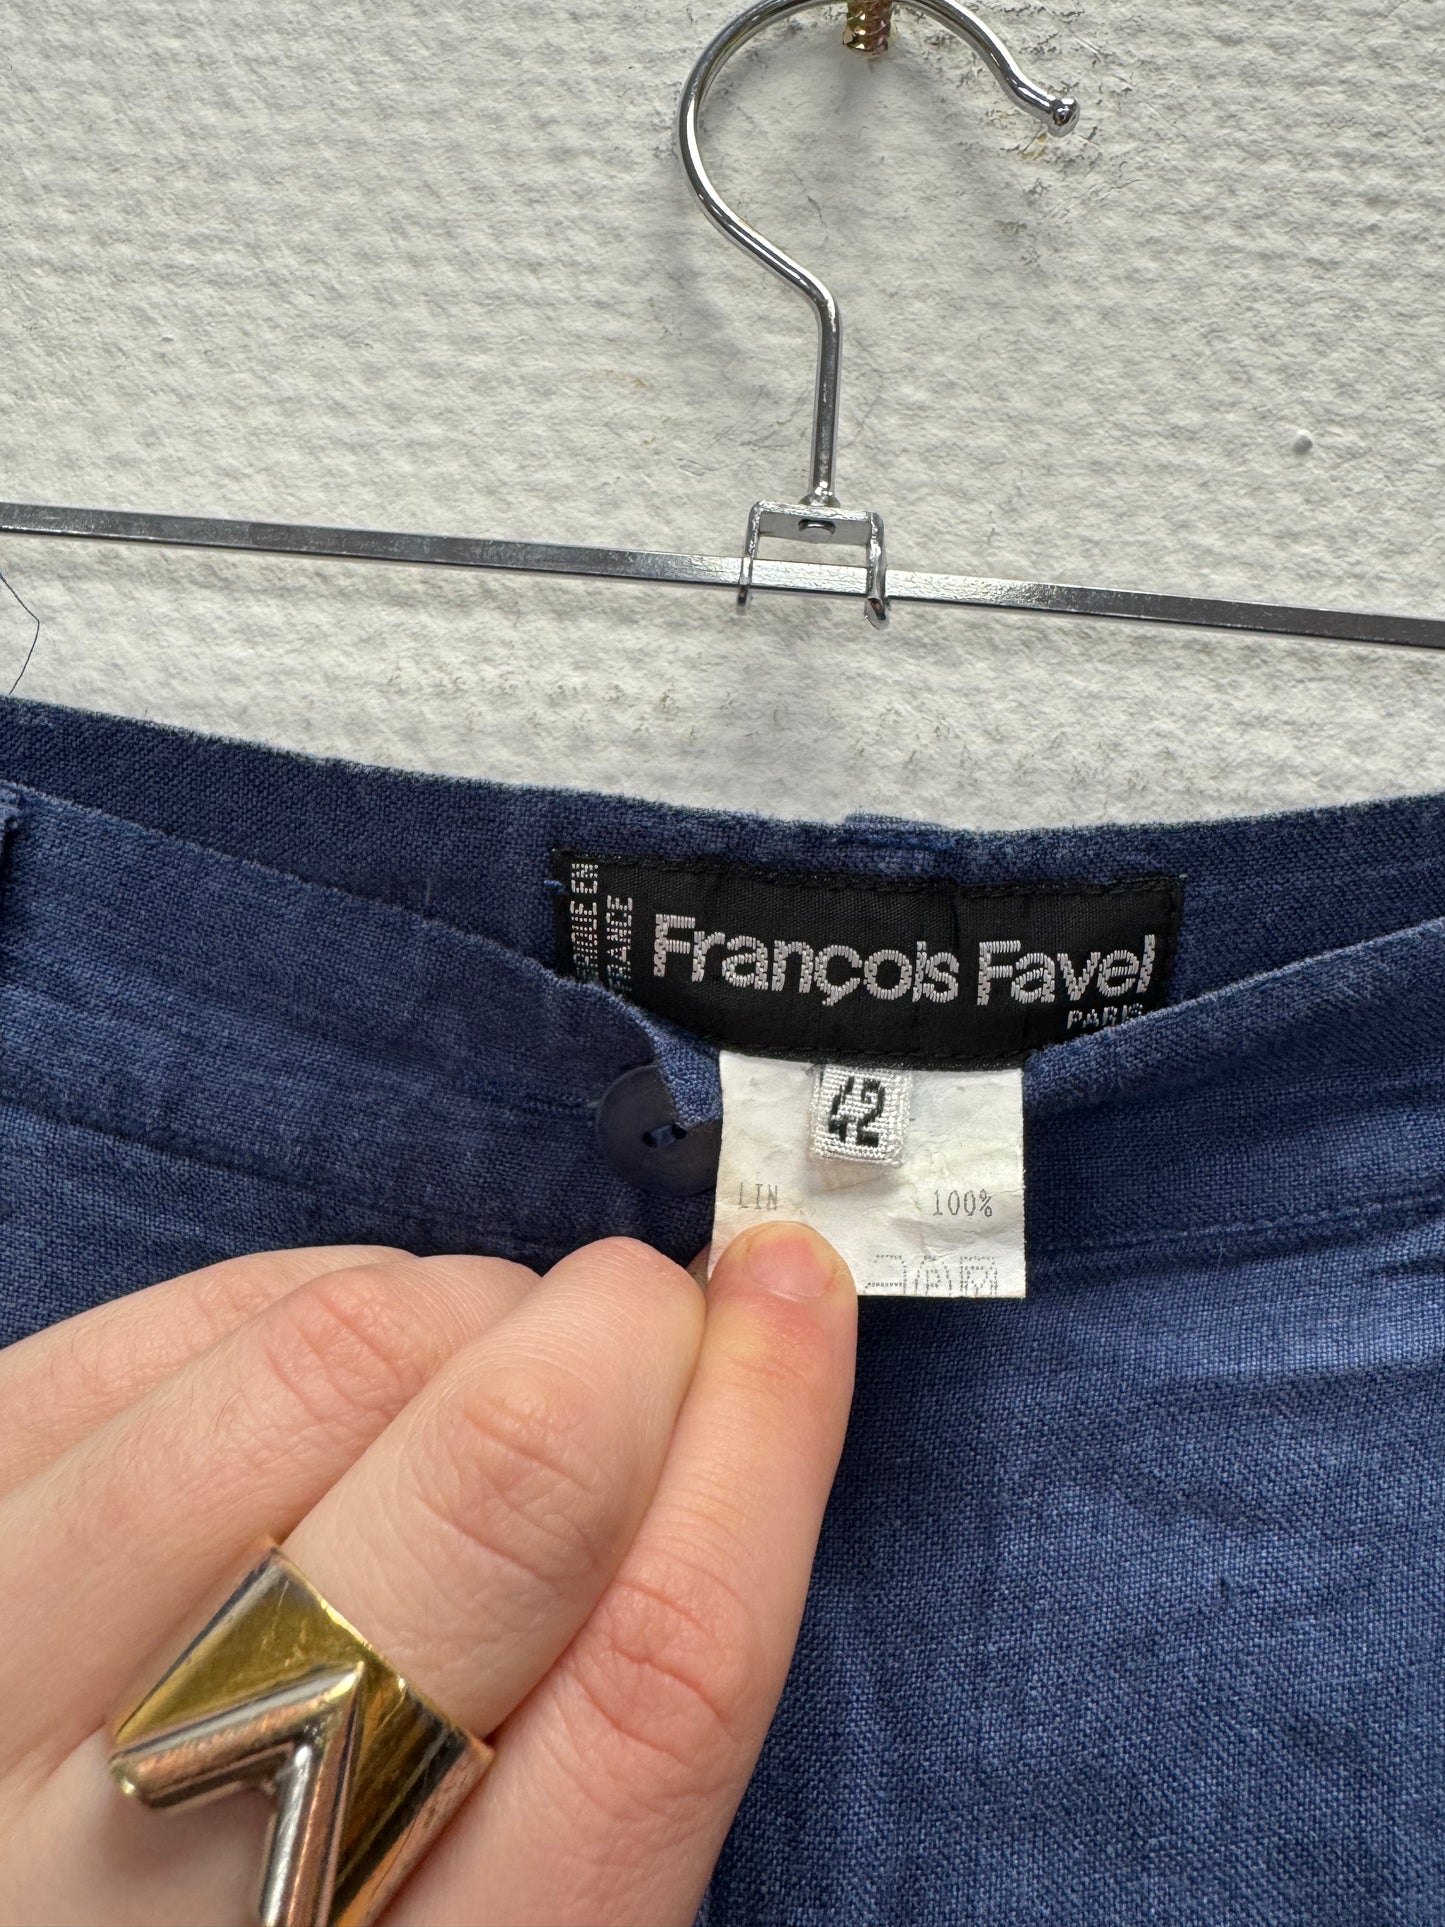 FRANCE
François Favel
PARIS
42
LIN 100%